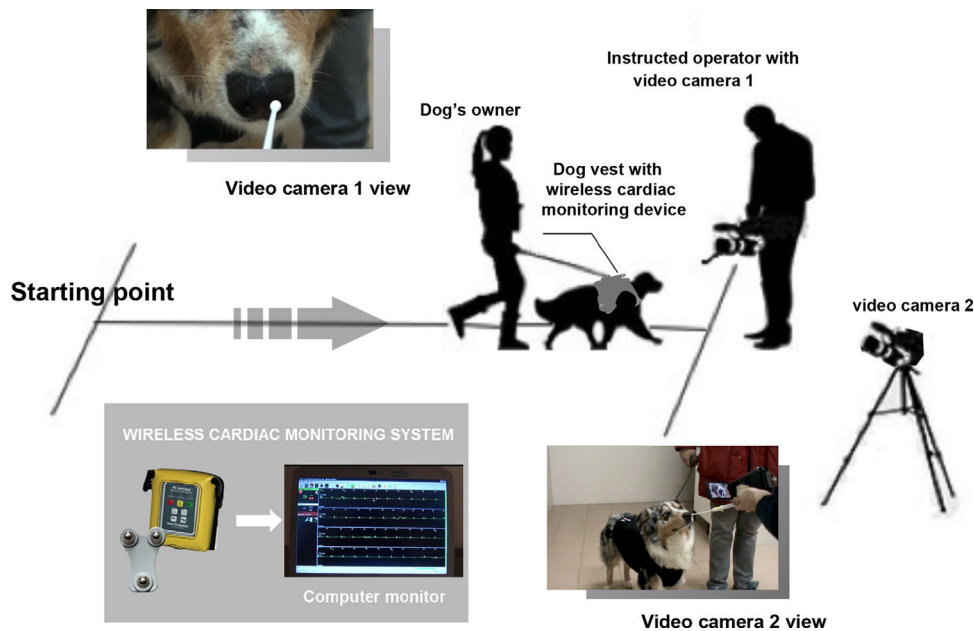 Instructed operator with
video camera 1
Dog's owner
Dog vest with
wireless cardiac
monitoring device
Video camera 1 view
Starting point
video camera 2
WIRELESS CARDIAC MONITORING SYSTEM
Computer monitor
Video camera 2 view